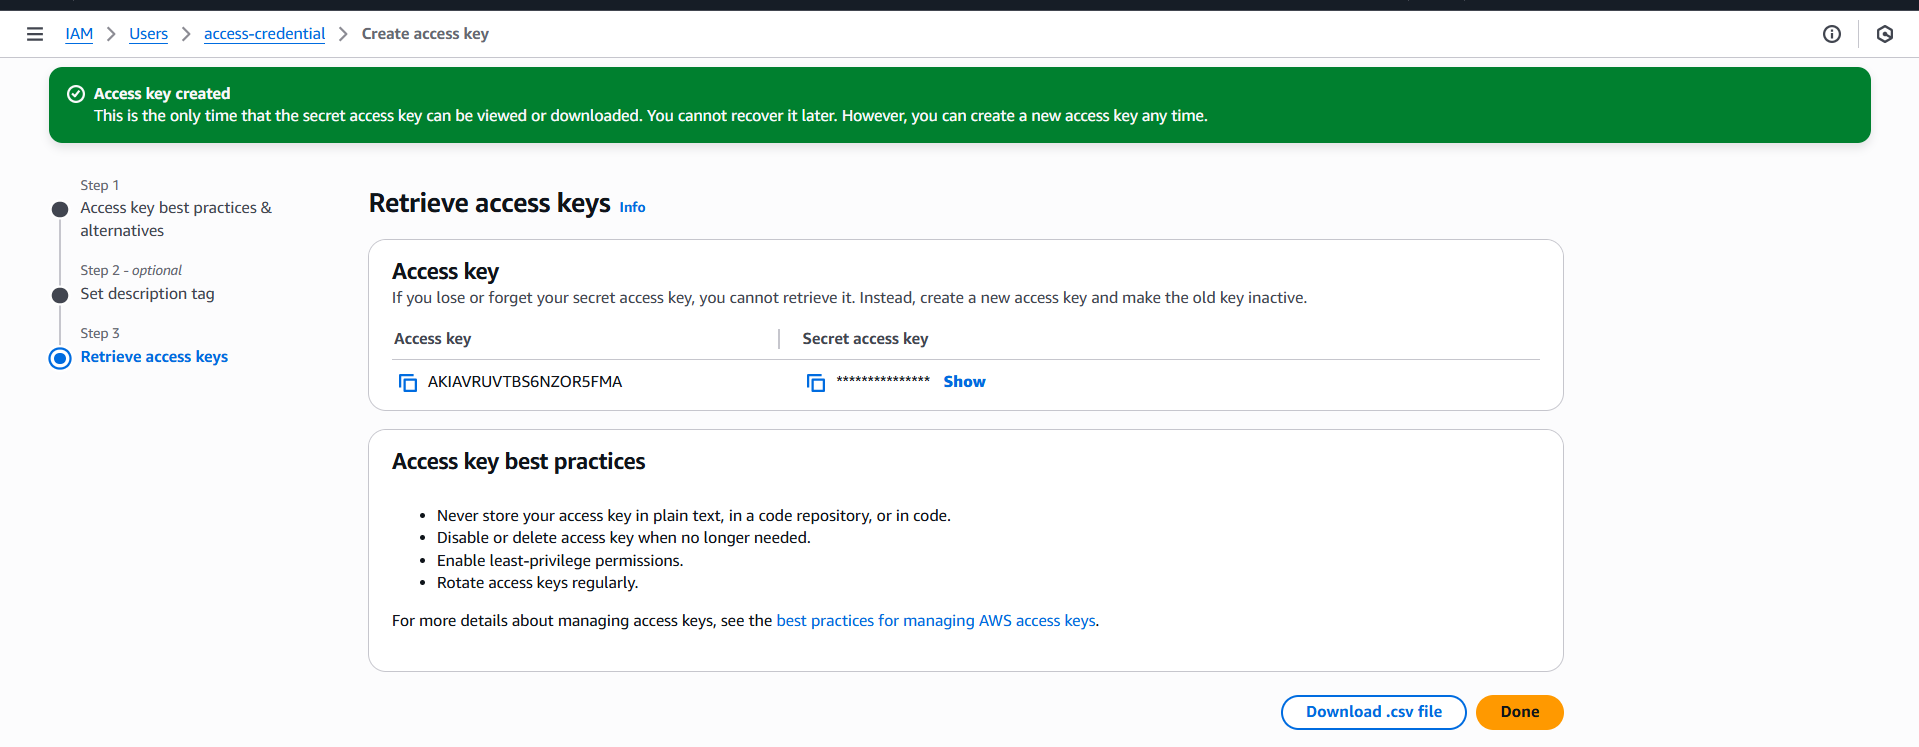 IAM > Users > access-credential > Create access key
Access key created
This is the only time that the secret access key can be viewed or downloaded. You cannot recover it later. However, you can create a new access key any time.
Step 1
Access key best practices &
alternatives
Step 2 - optional
Set description tag
Step 3
Retrieve access keys
Retrieve access keys Info
Access key
If you lose or forget your secret access key, you cannot retrieve it. Instead, create a new access key and make the old key inactive.
Access key Secret access key
AKIAVRUVTBS6NZOR5FMA *************** Show
Access key best practices
• Never store your access key in plain text, in a code repository, or in code.
• Disable or delete access key when no longer needed.
• Enable least-privilege permissions.
• Rotate access keys regularly.
For more details about managing access keys, see the best practices for managing AWS access keys.
Download .csv file Done